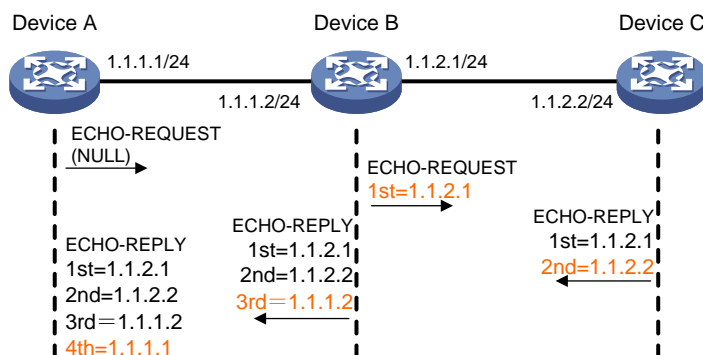 Device A
Device B
Device C
1.1.1.1/24
1.1.1.2/24
1.1.2.1/24
1.1.2.2/24
ECHO-REQUEST
(NULL)
ECHO-REQUEST
1st=1.1.2.1
ECHO-REPLY
1st=1.1.2.1
2nd=1.1.2.2
ECHO-REPLY
1st=1.1.2.1
2nd=1.1.2.2
3rd＝1.1.1.2
ECHO-REPLY
1st=1.1.2.1
2nd=1.1.2.2
3rd＝1.1.1.2
4th=1.1.1.1